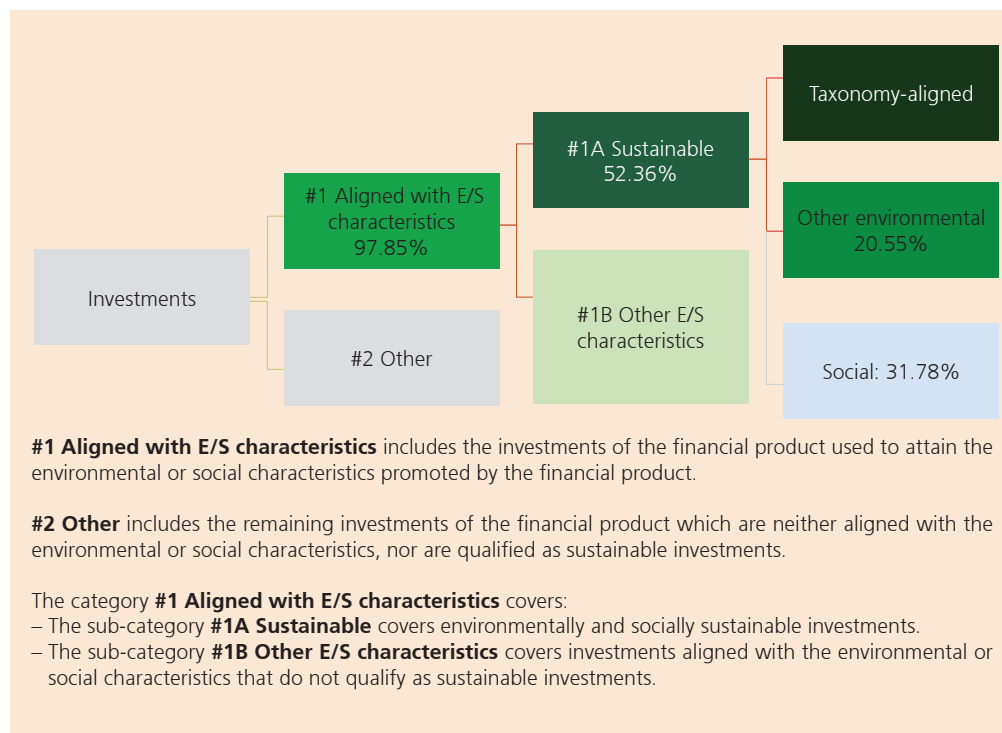 Taxonomy-aligned
#1A Sustainable
52.36%
#1 Aligned with E/S
characteristics
97.85%
Other environmental
20.55%
Investments
#1B Other E/S
characteristics
#2 Other
Social: 31.78%
#1 Aligned with E/S characteristics includes the investments of the financial product used to attain the
environmental or social characteristics promoted by the financial product.
#2 Other includes the remaining investments of the financial product which are neither aligned with the
environmental or social characteristics, nor are qualified as sustainable investments.
The category #1 Aligned with E/S characteristics covers:
– The sub-category #1A Sustainable covers environmentally and socially sustainable investments.
– The sub-category #1B Other E/S characteristics covers investments aligned with the environmental or
social characteristics that do not qualify as sustainable investments.